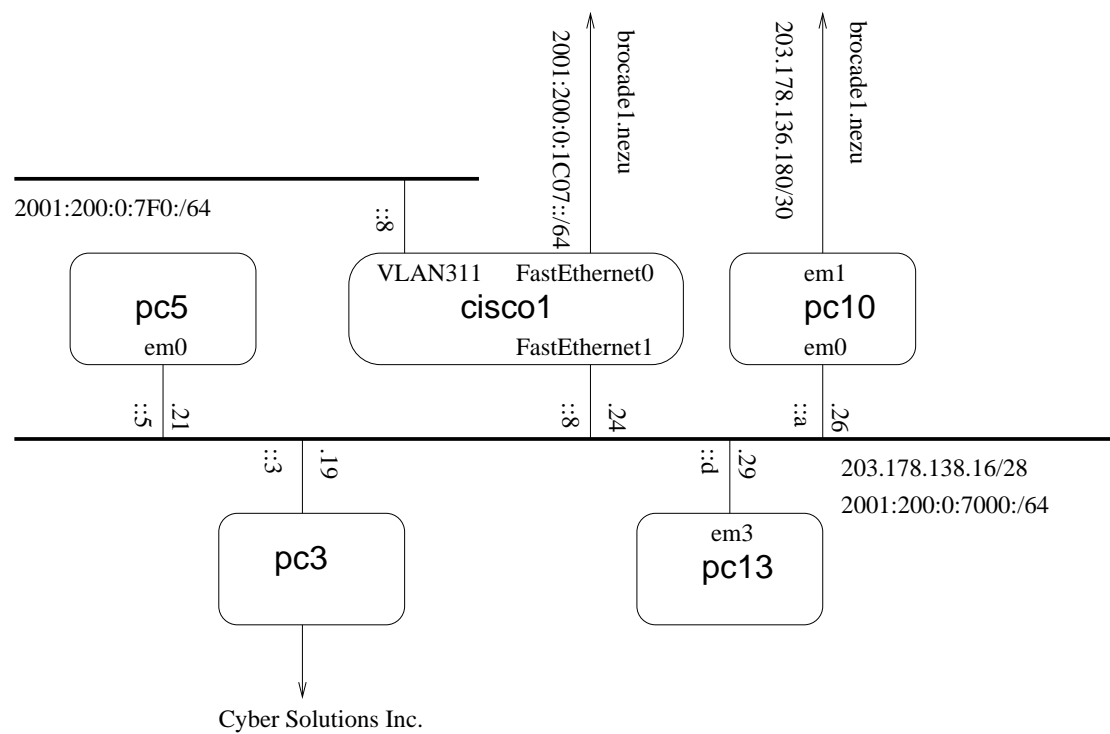 brocade1.nezu
2001:200:0:1C07::/64
brocade1.nezu
203.178.136.180/30
2001:200:0:7F0:/64
::8
VLAN311 FastEthernet0
cisco1
FastEthernet1
pc5
em0
em1
pc10
em0
::5
.21
::8
.24
::a
.26
::3
.19
::d
.29
203.178.138.16/28
2001:200:0:7000:/64
pc3
em3
pc13
Cyber Solutions Inc.